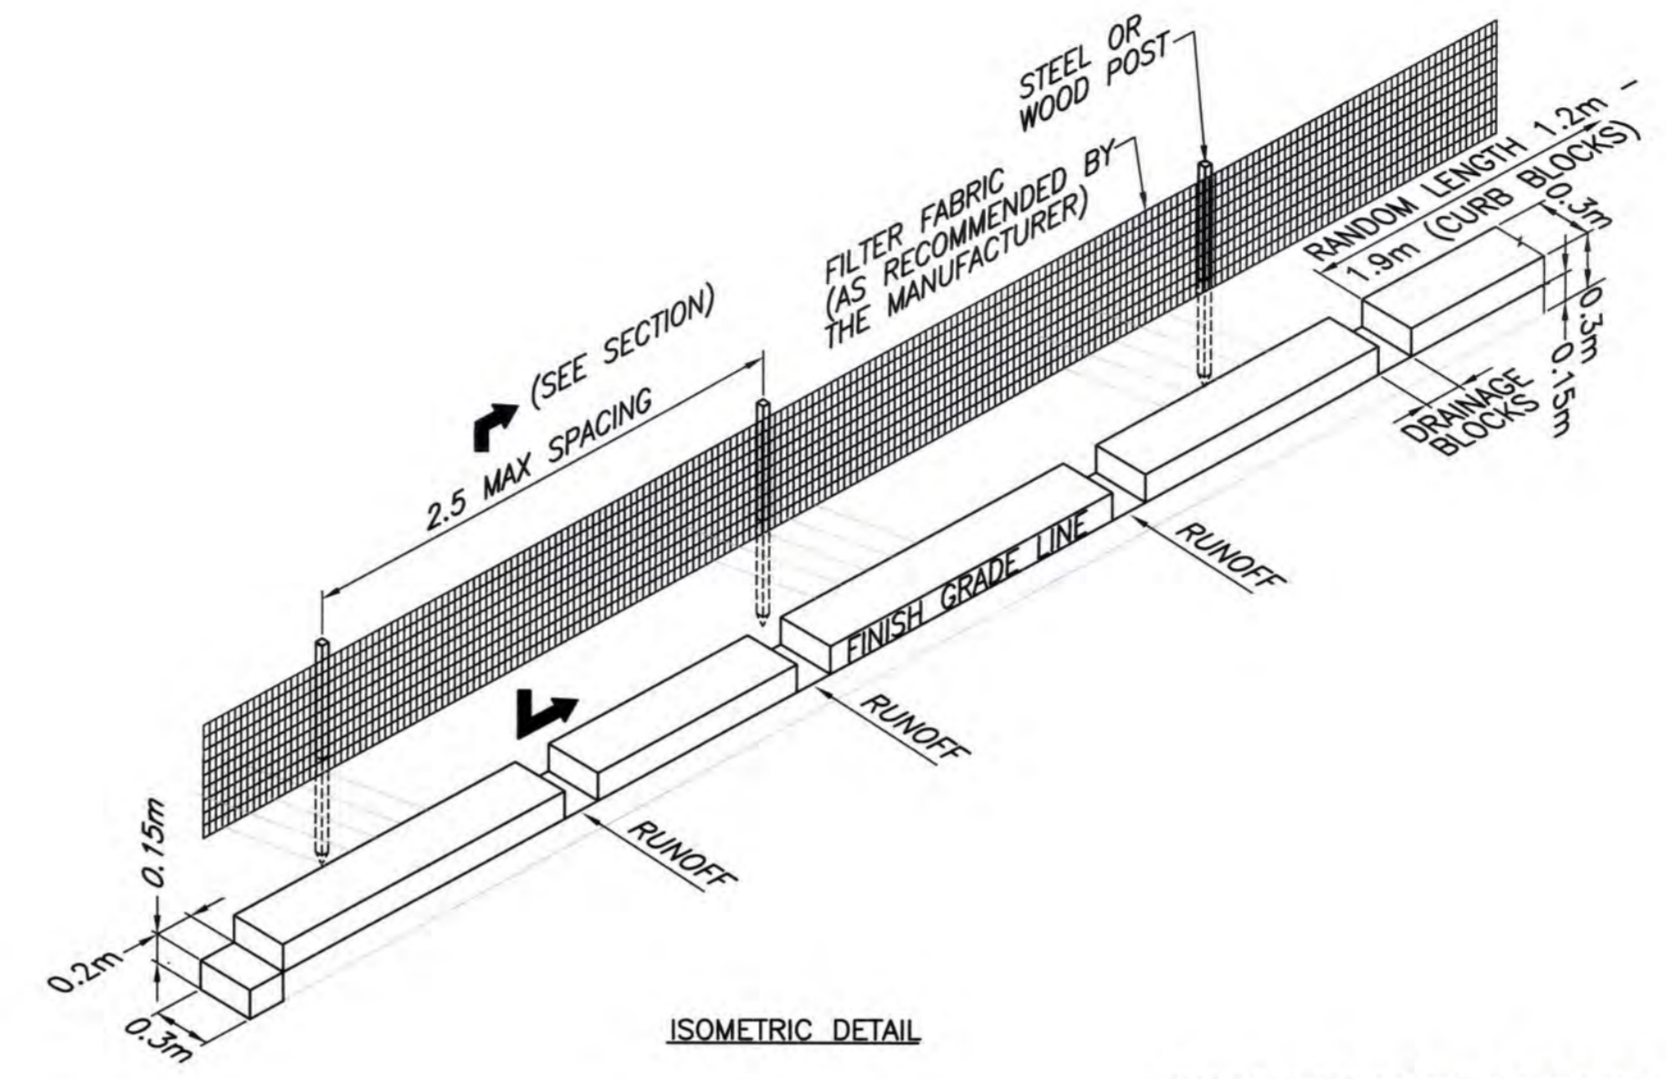 STEEL OR
WOOD POST
FILTER FABRIC
(AS RECOMMENDED BY
THE MANUFACTURER)
RANDOM LENGTH 1.2m –
1.9m (CURB BLOCKS)
0.3m
0.3m
0.15m
DRAINAGE
BLOCKS
(SEE SECTION)
2.5 MAX SPACING
FINISH GRADE LINE
RUNOFF
RUNOFF
RUNOFF
0.15m
0.2m
0.3m
ISOMETRIC DETAIL